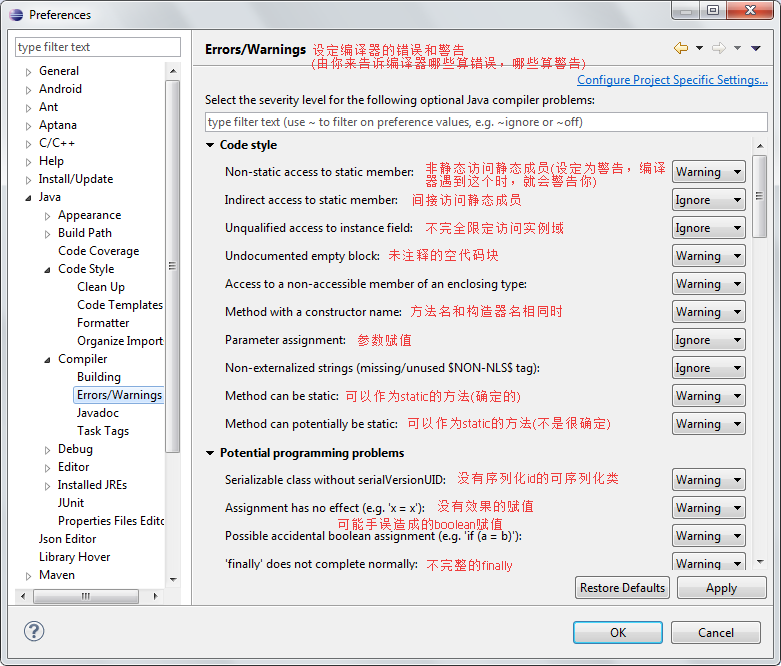 Preferences
type filter text
General
Android
Ant
Aptana
C/C++
Help
Install/Update
Java
Appearance
Build Path
Code Coverage
Code Style
Clean Up
Code Templates
Formatter
Organize Import
Compiler
Building
Errors/Warnings
Javadoc
Task Tags
Debug
Editor
Installed JREs
JUnit
Properties Files Edito
Json Editor
Library Hover
Maven
Errors/Warnings 设定编译器的错误和警告
(由你来告诉编译器哪些算错误，哪些算警告)
Configure Project Specific Settings...
Select the severity level for the following optional Java compiler problems:
type filter text (use ~ to filter on preference values, e.g. ~ignore or ~off)
Code style
Non-static access to static member: 非静态访问静态成员(设定为警告，编译 Warning
器遇到这个时，就会警告你)
Indirect access to static member: 间接访问静态成员 Ignore
Unqualified access to instance field: 不完全限定访问实例域 Ignore
Undocumented empty block: 未注释的空代码块 Warning
Access to a non-accessible member of an enclosing type: Warning
Method with a constructor name: 方法名和构造器名相同时 Warning
Parameter assignment: 参数赋值 Ignore
Non-externalized strings (missing/unused $NON-NLS$ tag): Ignore
Method can be static: 可以作为static的方法(确定的) Warning
Method can potentially be static: 可以作为static的方法(不是很确定) Warning
Potential programming problems
Serializable class without serialVersionUID: 没有序列化id的可序列化类 Warning
Assignment has no effect (e.g. 'x = x'): 没有效果的赋值 Warning
可能手误造成的boolean赋值
Possible accidental boolean assignment (e.g. 'if (a = b)'): Warning
'finally' does not complete normally: 不完整的finally Warning
Restore Defaults
Apply
OK
Cancel